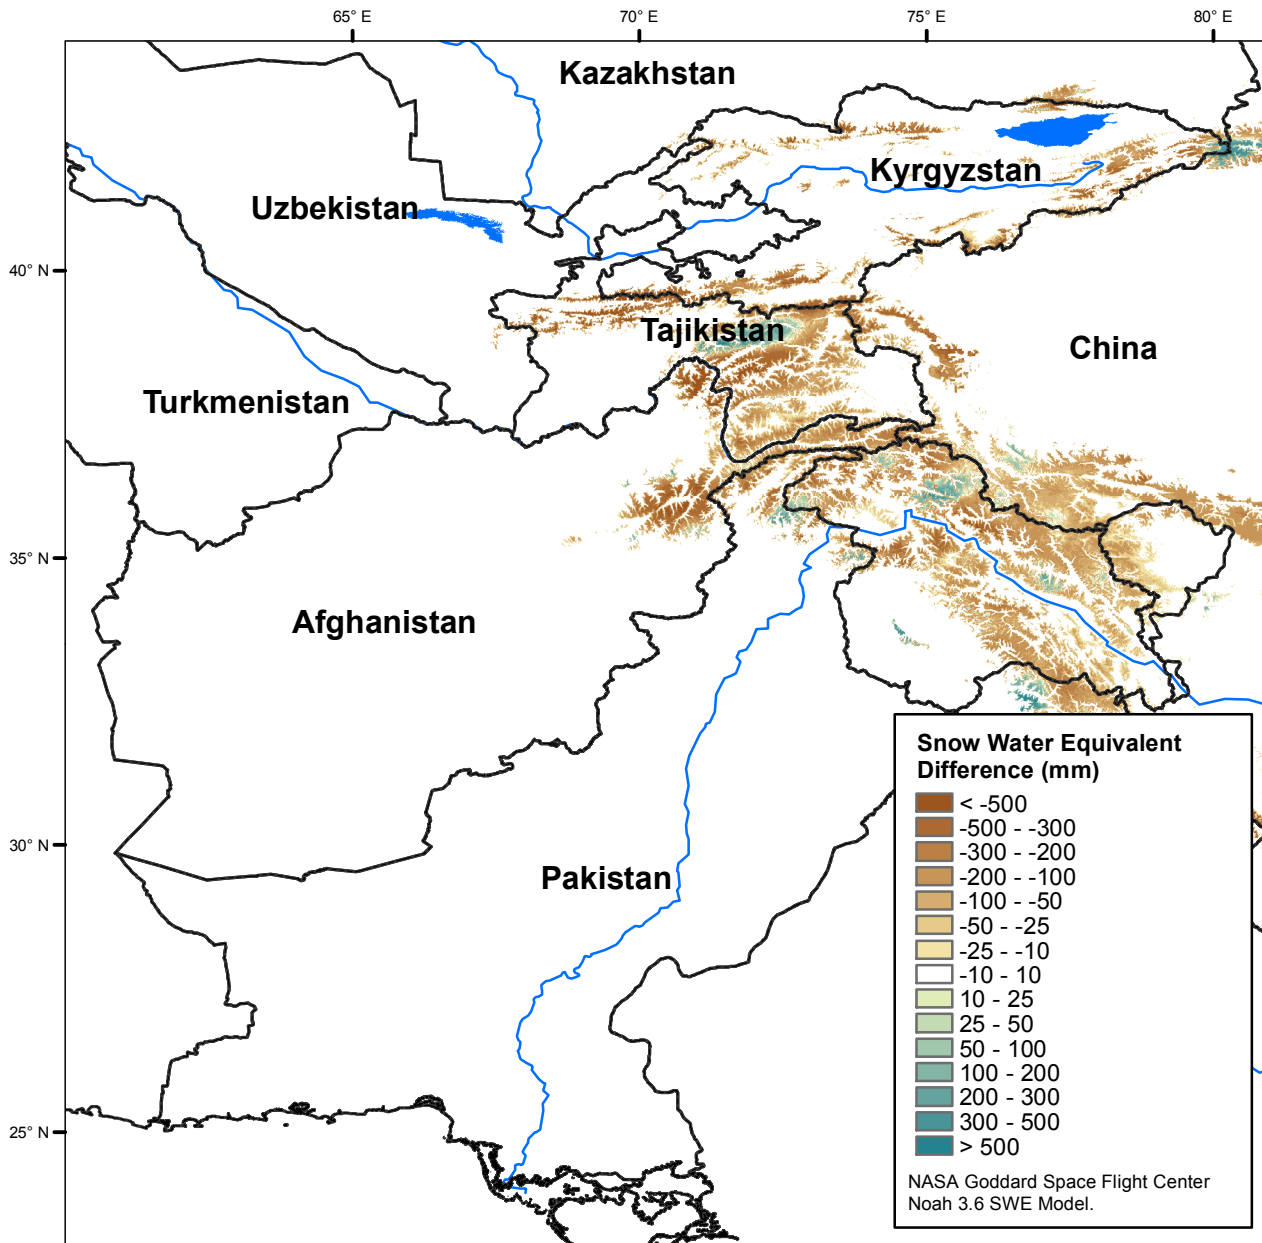 65° E
70° E
75° E
80° E
Kazakhstan
Kyrgyzstan
Uzbekistan
40° N
Tajikistan
China
Turkmenistan
35° N
Afghanistan
30° N
Pakistan
25° N
Snow Water Equivalent
Difference (mm)
< -500
-500 - -300
-300 - -200
-200 - -100
-100 - -50
-50 - -25
-25 - -10
-10 - 10
10 - 25
25 - 50
50 - 100
100 - 200
200 - 300
300 - 500
> 500
NASA Goddard Space Flight Center
Noah 3.6 SWE Model.